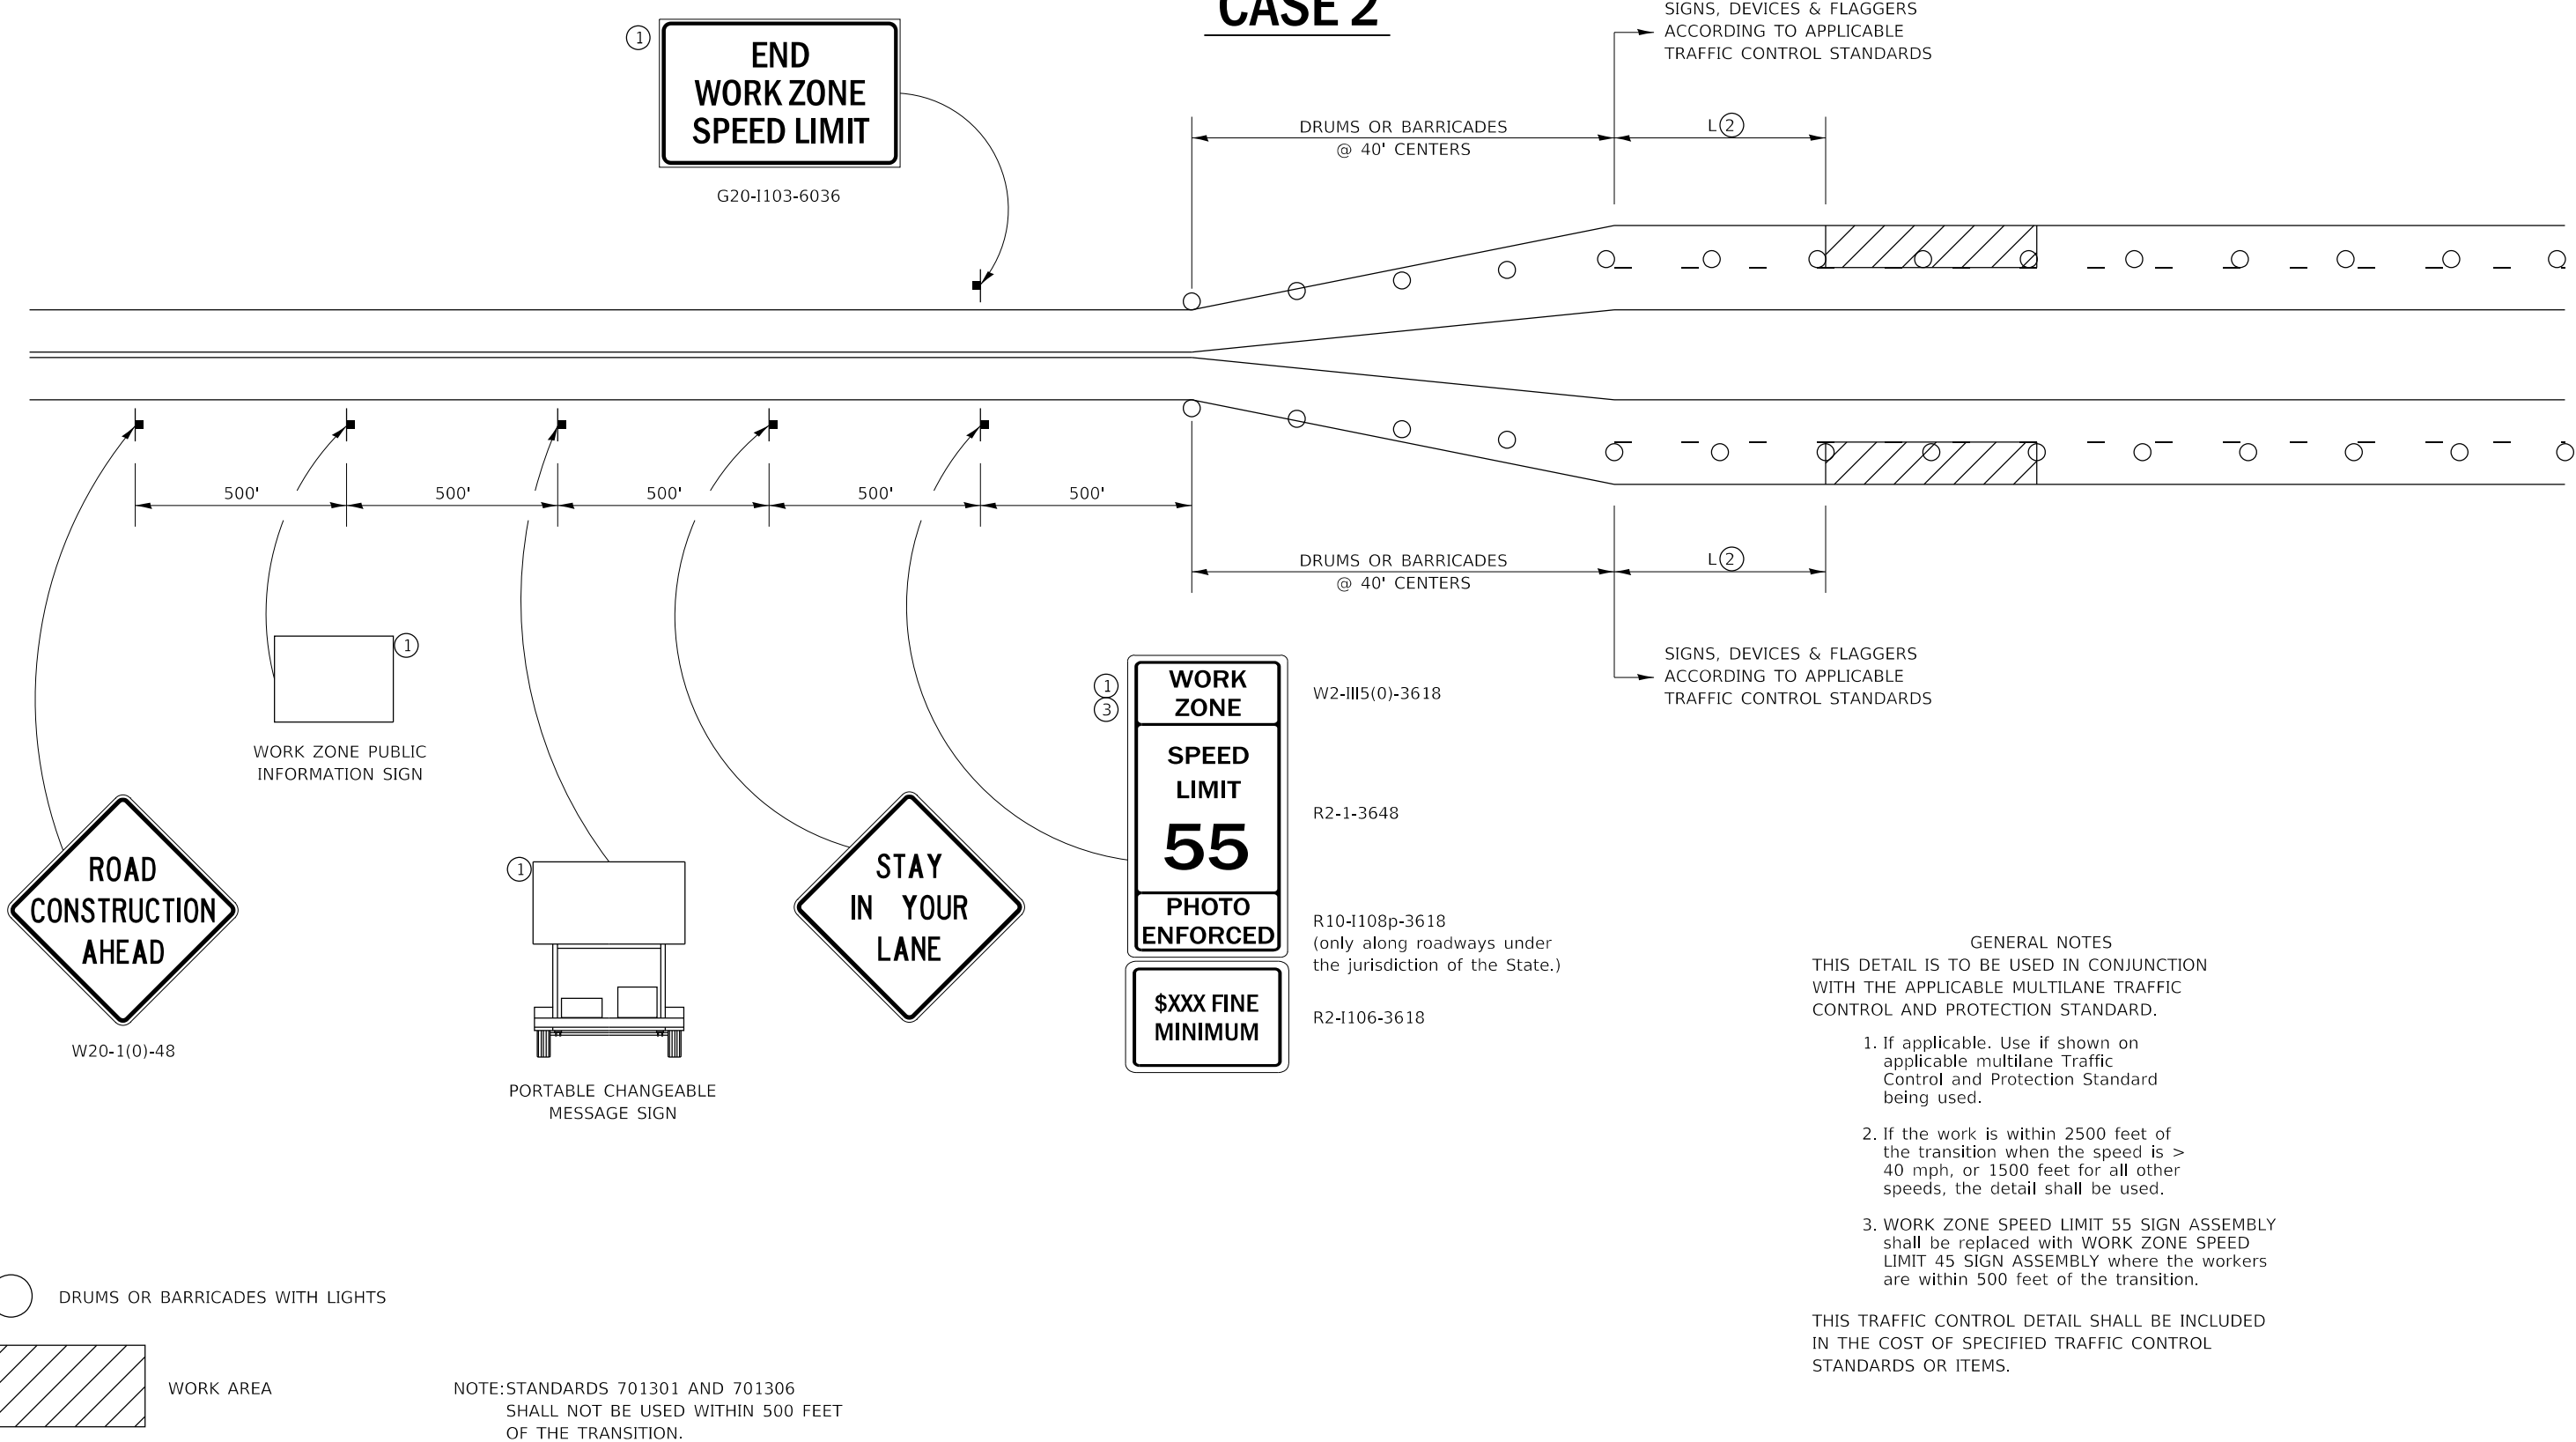 CASE 2
SIGNS, DEVICES & FLAGGERS
ACCORDING TO APPLICABLE
TRAFFIC CONTROL STANDARDS
1
END
WORK ZONE
SPEED LIMIT
G20-I103-6036
DRUMS OR BARRICADES
@ 40' CENTERS
L 2
500'
500'
500'
500'
500'
DRUMS OR BARRICADES
@ 40' CENTERS
L 2
SIGNS, DEVICES & FLAGGERS
ACCORDING TO APPLICABLE
TRAFFIC CONTROL STANDARDS
1
WORK ZONE PUBLIC
INFORMATION SIGN
ROAD
CONSTRUCTION
AHEAD
W20-1(0)-48
1
PORTABLE CHANGEABLE
MESSAGE SIGN
STAY
IN YOUR
LANE
1
3
WORK
ZONE
W2-III5(0)-3618
SPEED
LIMIT
55
R2-1-3648
PHOTO
ENFORCED
R10-I108p-3618
(only along roadways under
the jurisdiction of the State.)
$XXX FINE
MINIMUM
R2-I106-3618
GENERAL NOTES
THIS DETAIL IS TO BE USED IN CONJUNCTION
WITH THE APPLICABLE MULTILANE TRAFFIC
CONTROL AND PROTECTION STANDARD.
1. If applicable. Use if shown on
applicable multilane Traffic
Control and Protection Standard
being used.
2. If the work is within 2500 feet of
the transition when the speed is >
40 mph, or 1500 feet for all other
speeds, the detail shall be used.
3. WORK ZONE SPEED LIMIT 55 SIGN ASSEMBLY
shall be replaced with WORK ZONE SPEED
LIMIT 45 SIGN ASSEMBLY where the workers
are within 500 feet of the transition.
THIS TRAFFIC CONTROL DETAIL SHALL BE INCLUDED
IN THE COST OF SPECIFIED TRAFFIC CONTROL
STANDARDS OR ITEMS.
DRUMS OR BARRICADES WITH LIGHTS
WORK AREA
NOTE: STANDARDS 701301 AND 701306
SHALL NOT BE USED WITHIN 500 FEET
OF THE TRANSITION.